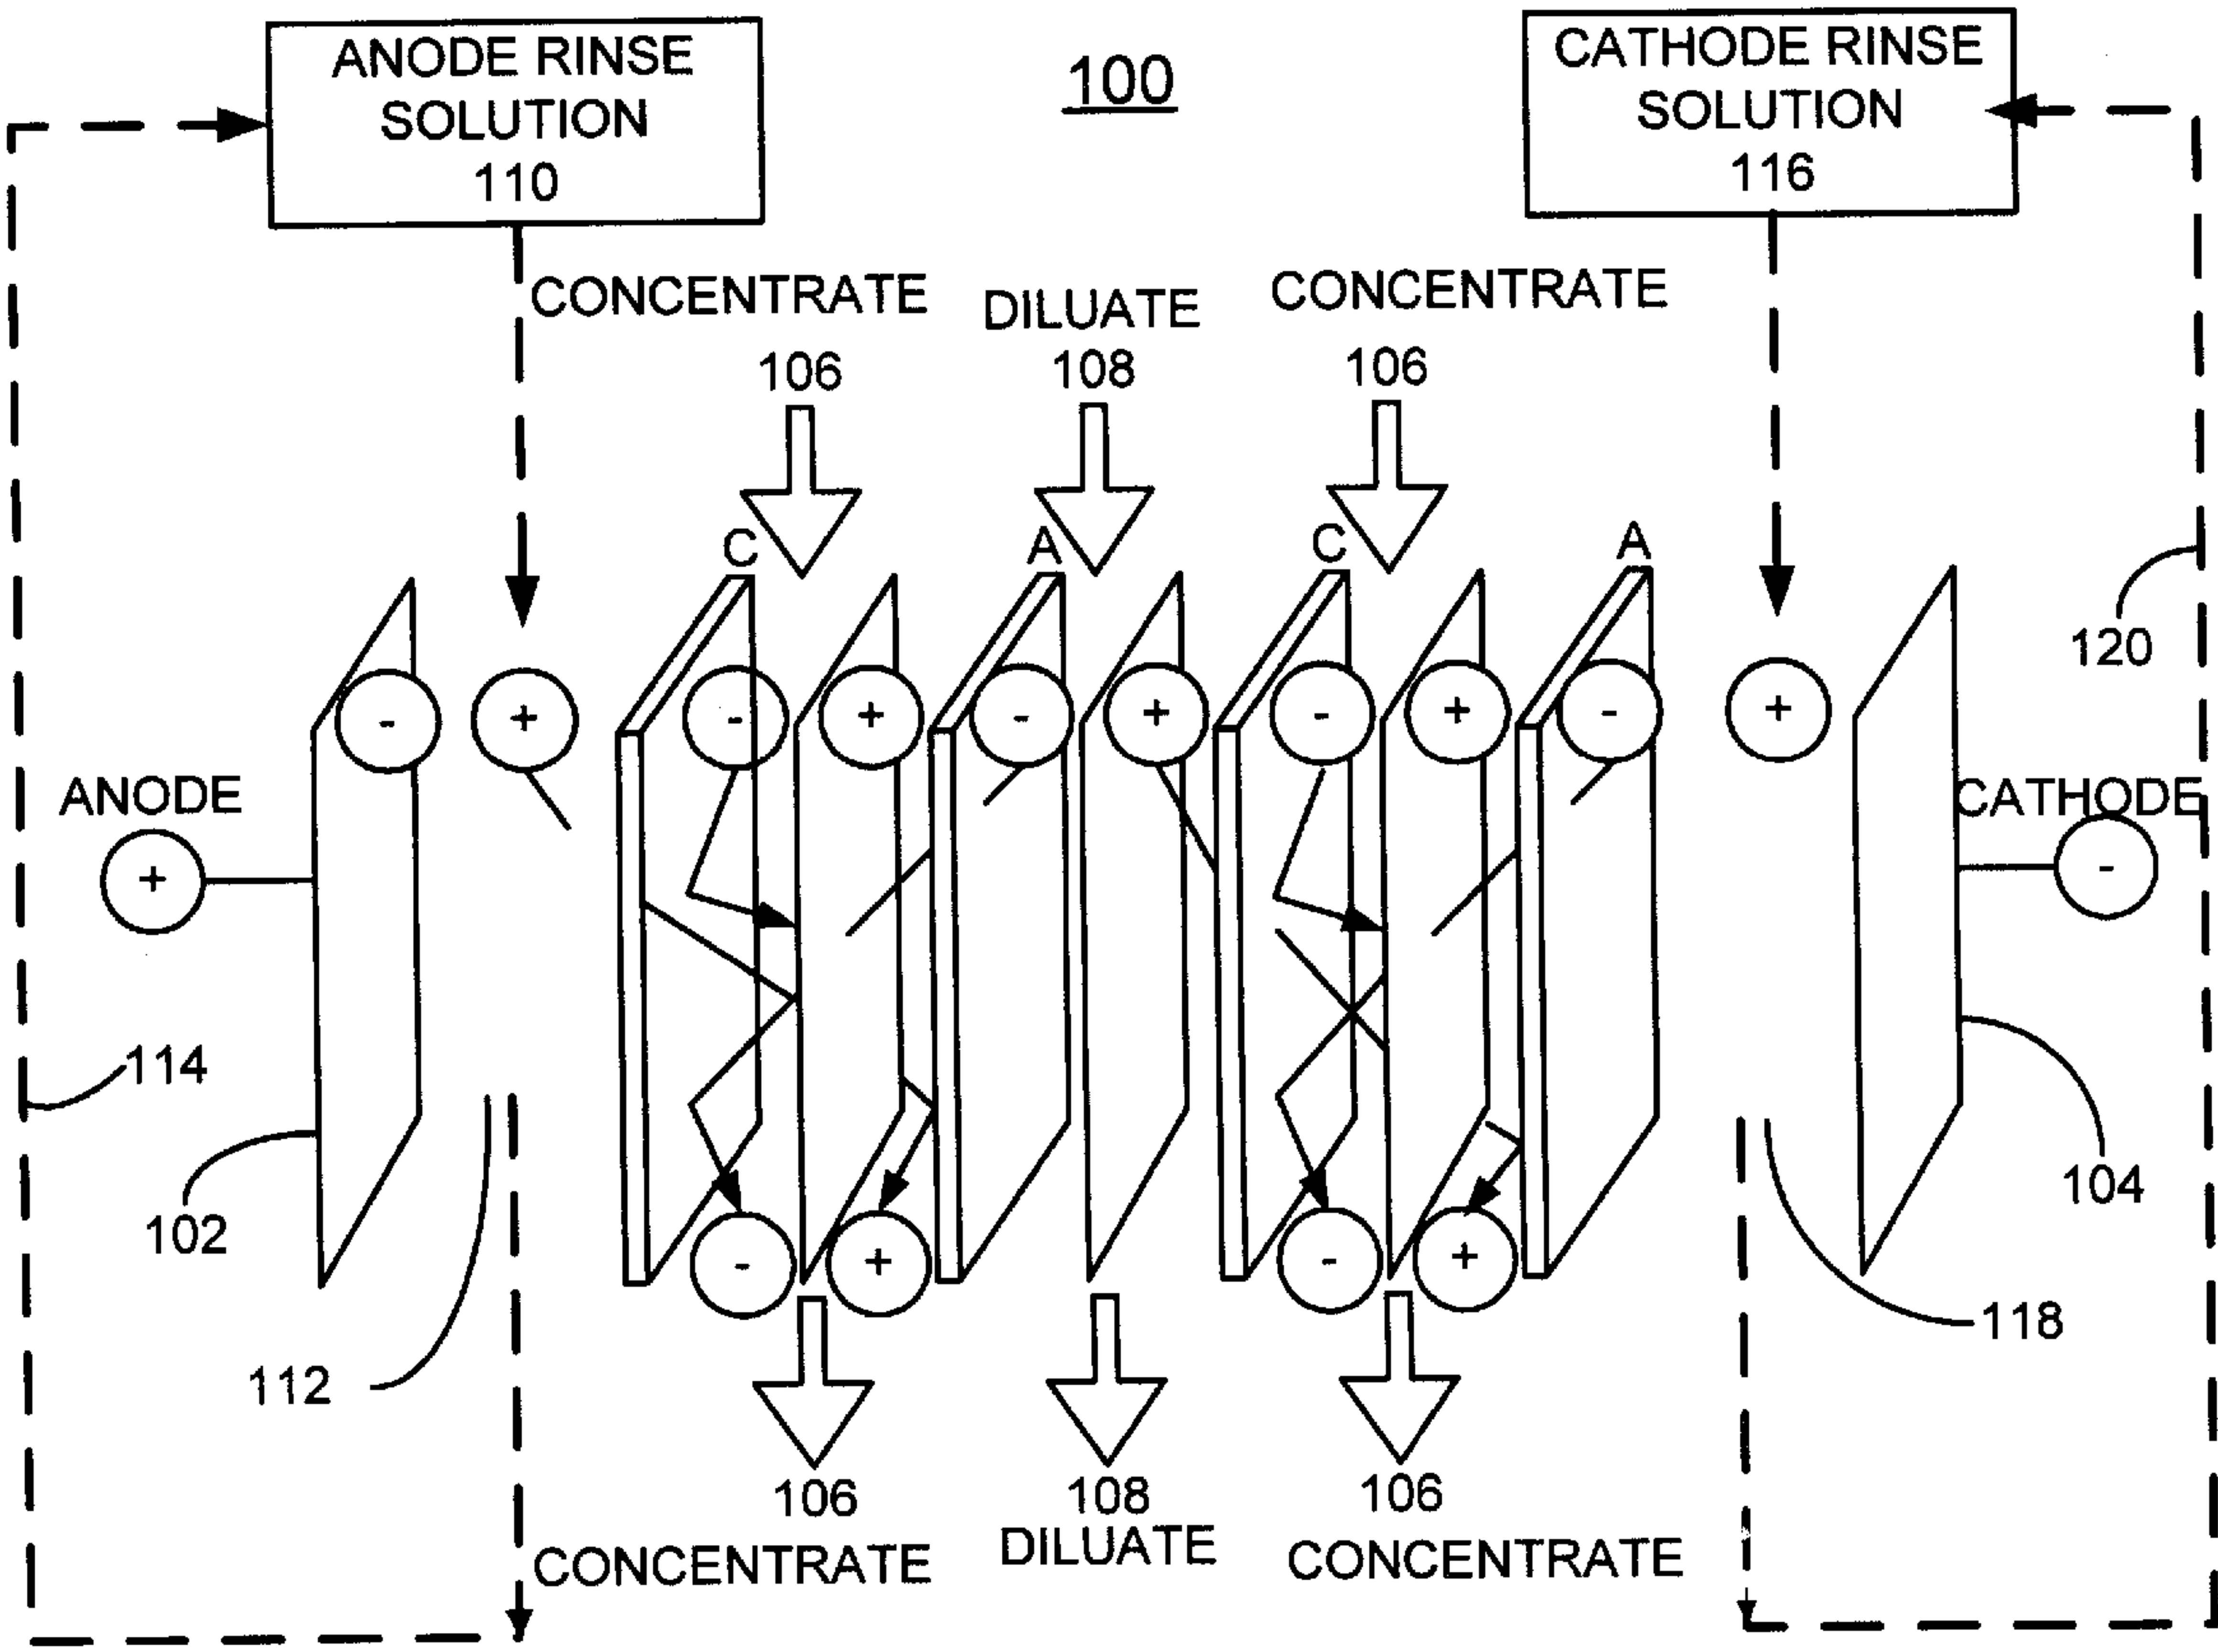 ANODE RINSE
SOLUTION
110
100
CATHODE RINSE
SOLUTION
116
CONCENTRATE
106
DILUATE
108
CONCENTRATE
106
C
A
C
A
-
+
-
+
-
+
-
+
-
+
120
ANODE
+
CATHODE
-
114
102
104
112
118
-
+
-
+
106
CONCENTRATE
108
DILUATE
106
CONCENTRATE